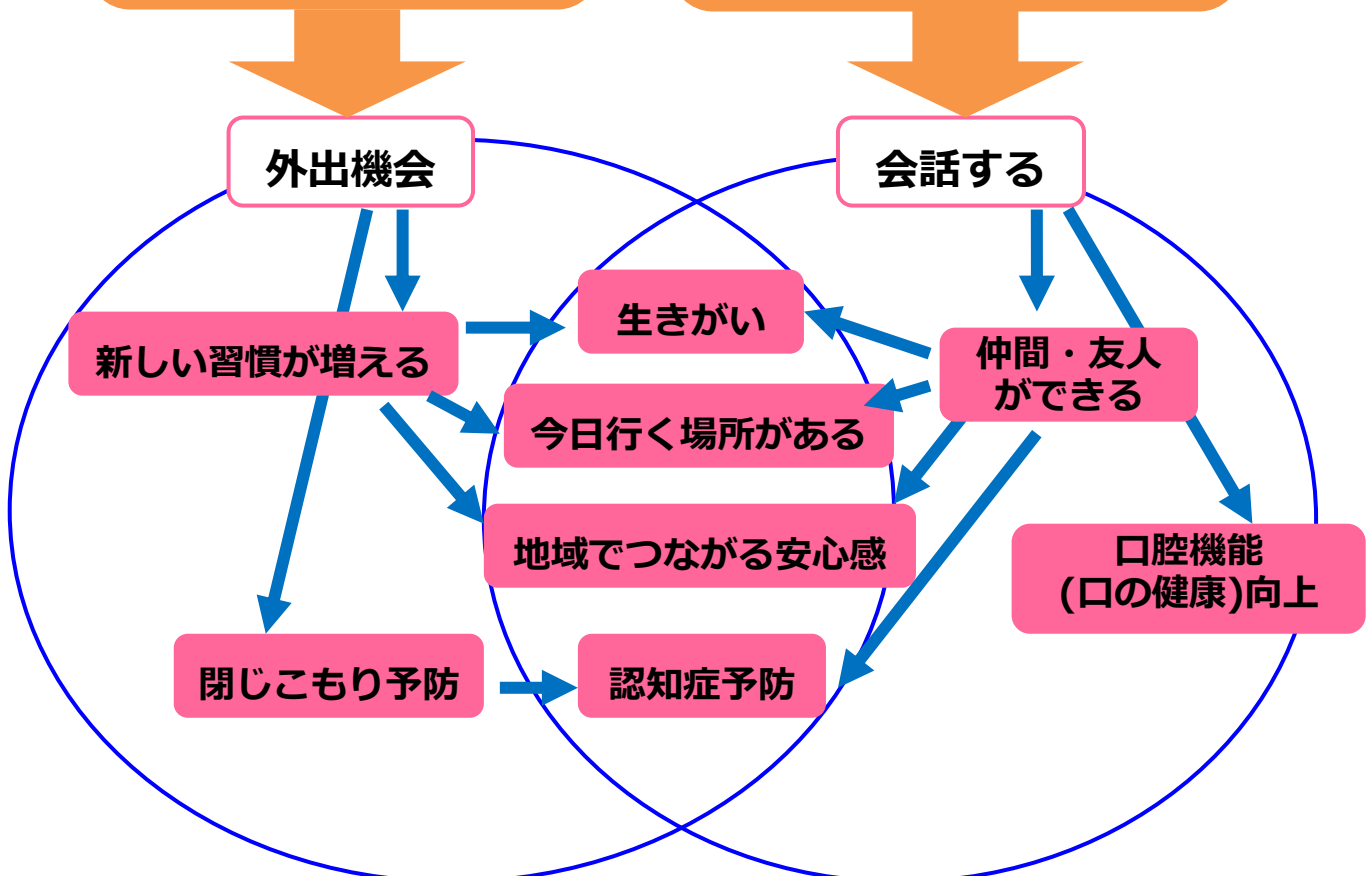 外出機会
会話する
生きがい
新しい習慣が増える
仲間・友人
ができる
今日行く場所がある
地域でつながる安心感
口腔機能
(口の健康)向上
閉じこもり予防
認知症予防